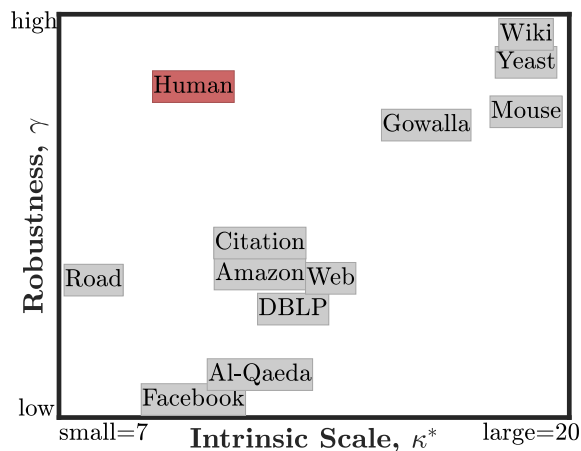 high
Wiki
Yeast
Human
Mouse
Gowalla
Robustness, γ
Citation
Amazon
Web
Road
DBLP
Al-Qaeda
Facebook
low
small=7
Intrinsic Scale, κ*
large=20